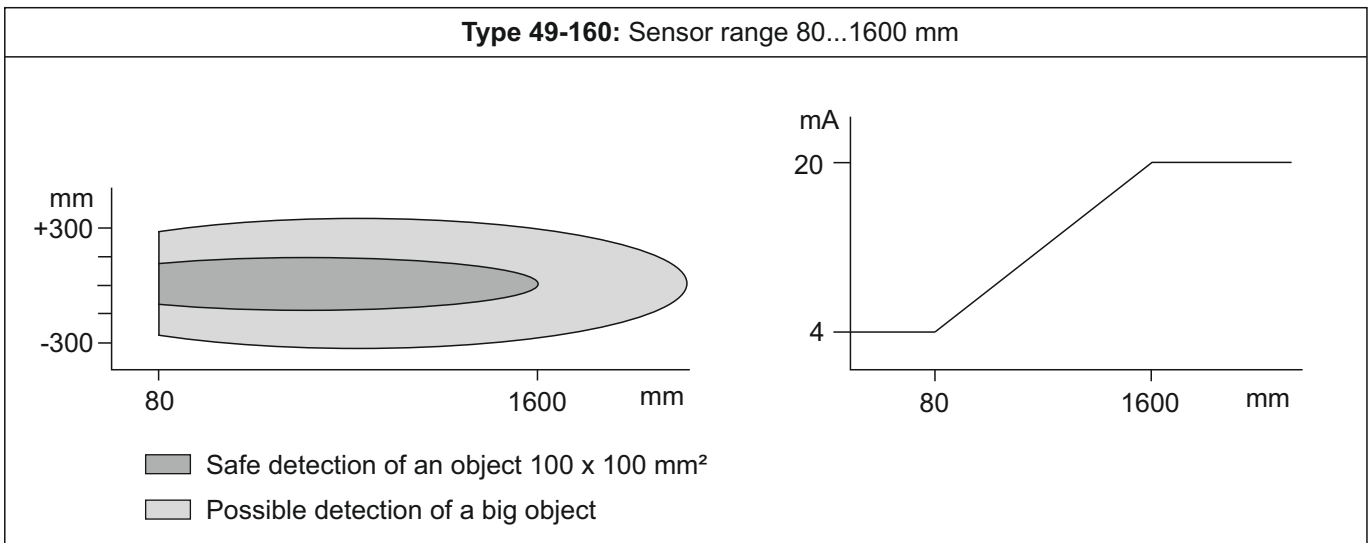 Type 49-160: Sensor range 80...1600 mm
mm
+300
-300
80
1600
mm
mA
20
4
80
1600
mm
Safe detection of an object 100 x 100 mm²
Possible detection of a big object